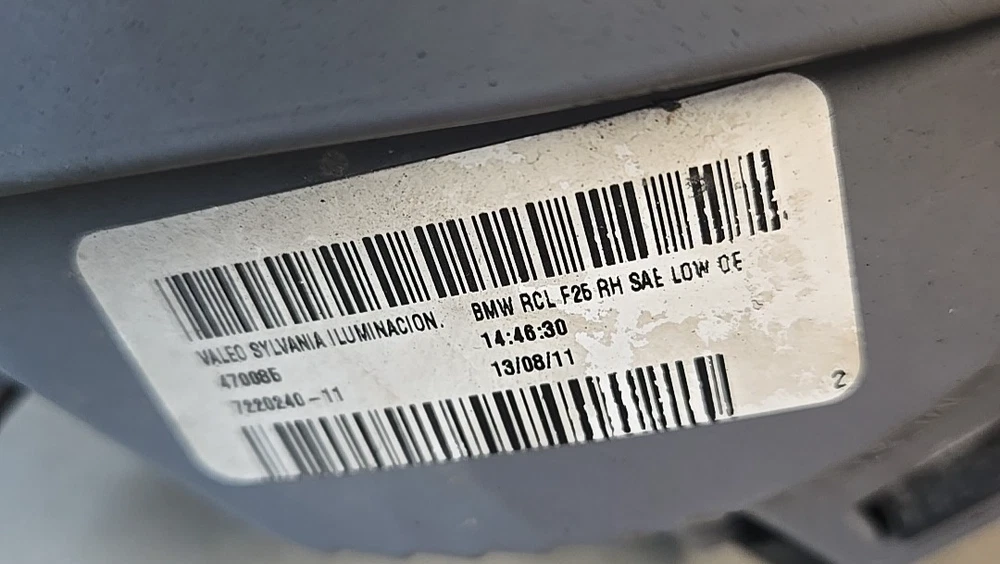 VALEO SYLVANIA ILUMINACION. BMW RCL F25 RH SAE LOW OE
470085 14:46:30
7220240-11 13/08/11
2